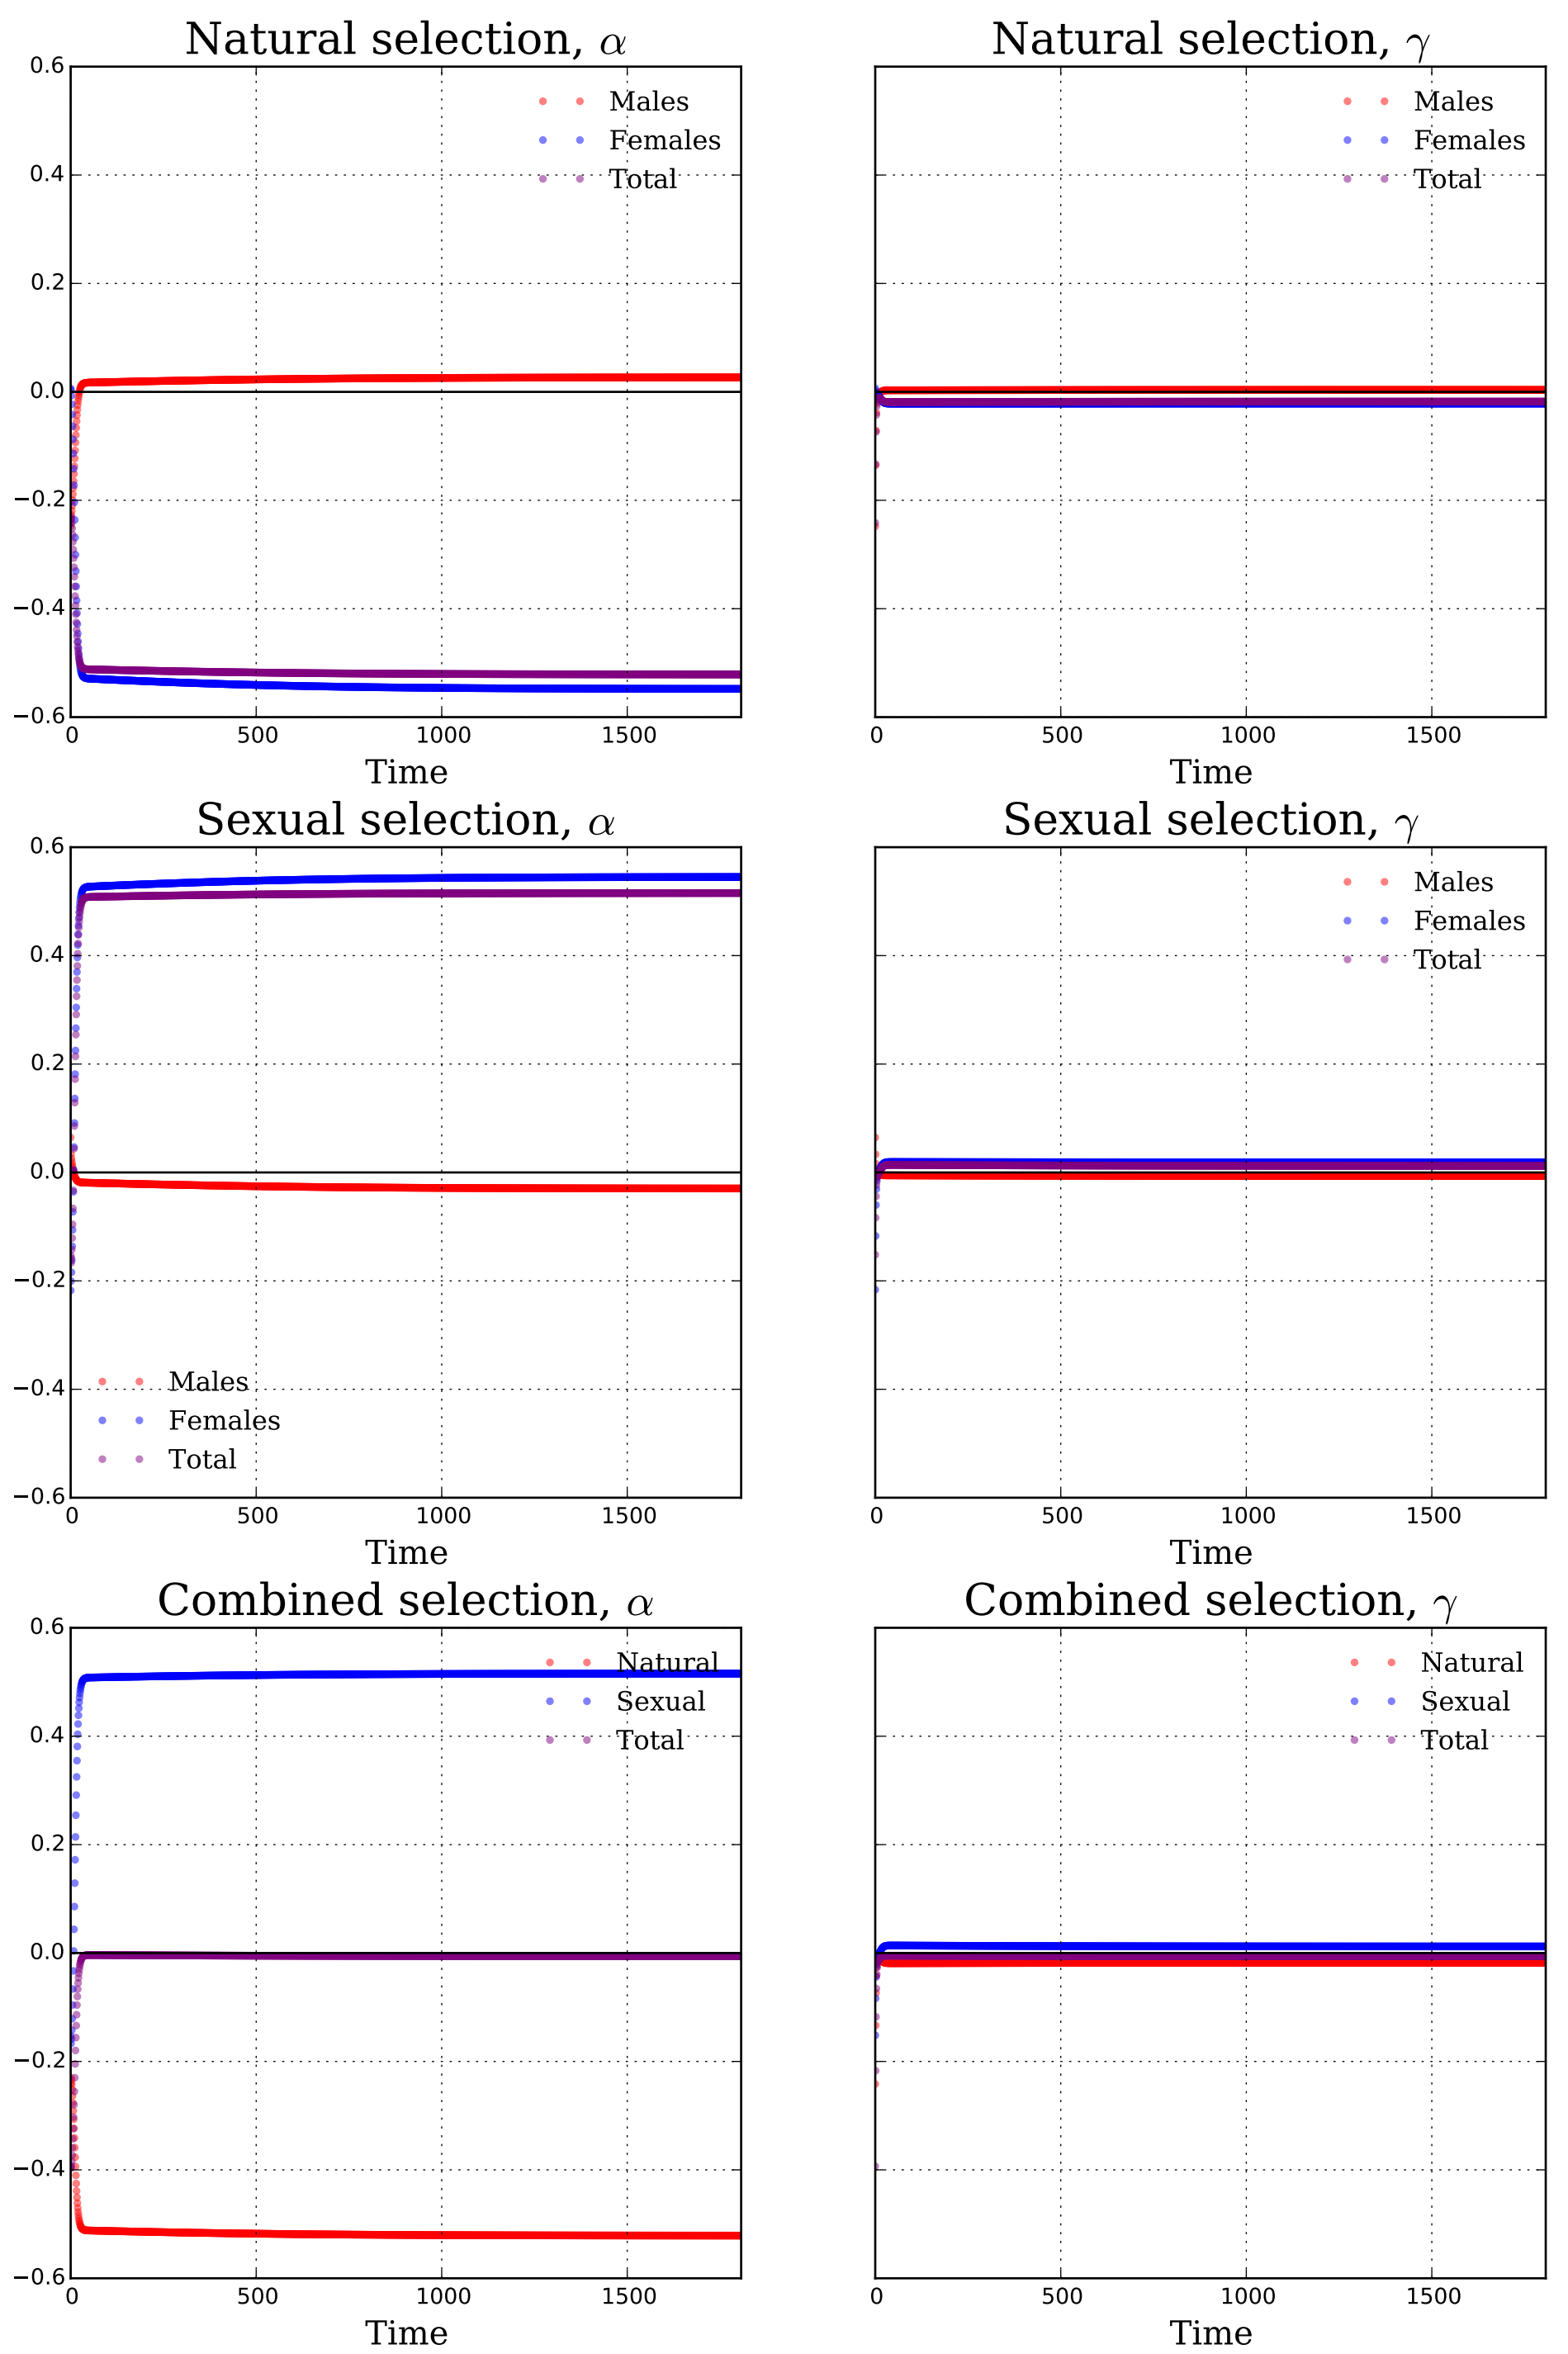 Natural selection, α
Natural selection, γ
0.6
0.4
0.2
0.0
−0.2
−0.4
−0.6
Males
Females
Total
0 500 1000 1500
Time
Males
Females
Total
0 500 1000 1500
Time
Sexual selection, α
Sexual selection, γ
0.6
0.4
0.2
0.0
−0.2
−0.4
−0.6
Males
Females
Total
0 500 1000 1500
Time
Males
Females
Total
0 500 1000 1500
Time
Combined selection, α
Combined selection, γ
0.6
0.4
0.2
0.0
−0.2
−0.4
−0.6
Natural
Sexual
Total
0 500 1000 1500
Time
Natural
Sexual
Total
0 500 1000 1500
Time